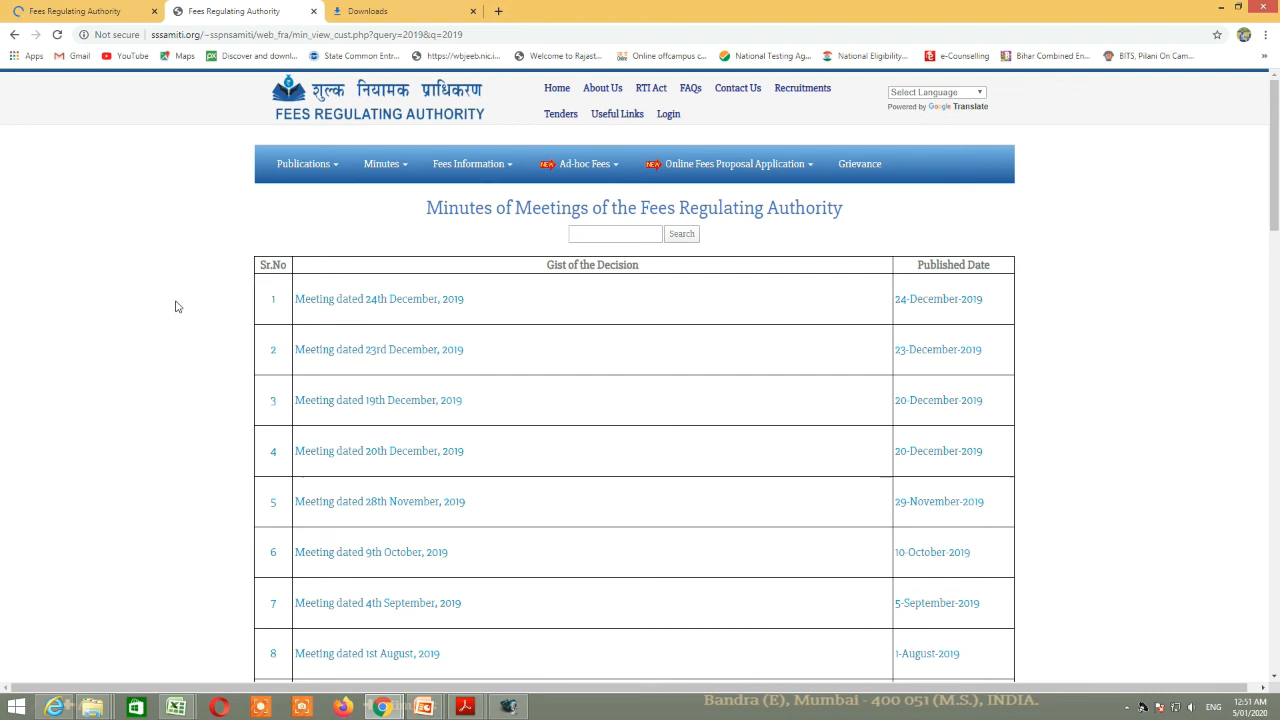 Fees Regulating Authority
Fees Regulating Authority
Downloads
Not secure
sssamiti.org/~sspnsamiti/web_fra/min_view_cust.php?query=2019&q=2019
Apps
Gmail
YouTube
Maps
Discover and downl...
State Common Entr...
https://wbjeeb.nic.i...
Welcome to Rajast...
Online offcampus c...
National Testing Ag...
National Eligibility...
e-Counselling
Bihar Combined En...
BITS, Pilani On Cam...
शुल्क नियामक प्राधिकरण
FEES REGULATING AUTHORITY
Home About Us RTI Act FAQs Contact Us Recruitments
Tenders Useful Links Login
Select Language
Powered by Google Translate
Publications Minutes Fees Information NEW Ad-hoc Fees NEW Online Fees Proposal Application Grievance
Minutes of Meetings of the Fees Regulating Authority
Search
Sr.No Gist of the Decision Published Date
1 Meeting dated 24th December, 2019 24-December-2019
2 Meeting dated 23rd December, 2019 23-December-2019
3 Meeting dated 19th December, 2019 20-December-2019
4 Meeting dated 20th December, 2019 20-December-2019
5 Meeting dated 28th November, 2019 29-November-2019
6 Meeting dated 9th October, 2019 10-October-2019
7 Meeting dated 4th September, 2019 5-September-2019
8 Meeting dated 1st August, 2019 1-August-2019
Bandra (E), Mumbai - 400 051 (M.S.), INDIA.
ENG
12:51 AM
5/01/2020